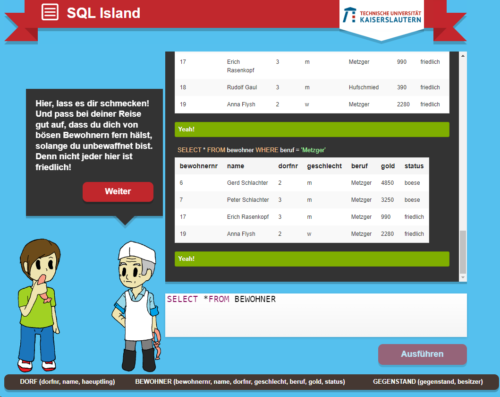 SQL Island
TECHNISCHE UNIVERSITÄT
KAISERSLAUTERN
17 Erich Rasenkopf 3 m Metzger 990 friedlich
18 Rudolf Gaul 3 m Hufschmied 390 friedlich
19 Anna Flysh 2 w Metzger 2280 friedlich
Yeah!
SELECT * FROM bewohner WHERE beruf = 'Metzger'
bewohnernr name dorfnr geschlecht beruf gold status
6 Gerd Schlachter 2 m Metzger 4850 boese
7 Peter Schlachter 3 m Metzger 3250 boese
17 Erich Rasenkopf 3 m Metzger 990 friedlich
19 Anna Flysh 2 w Metzger 2280 friedlich
Yeah!
Hier, lass es dir schmecken!
Und pass bei deiner Reise
gut auf, dass du dich von
bösen Bewohnern fern hälst,
solange du unbewaffnet bist.
Denn nicht jeder hier ist
friedlich!
Weiter
SELECT *FROM BEWOHNER
Ausführen
DORF (dorfnr, name, haeuptling) BEWOHNER (bewohnernr, name, dorfnr, geschlecht, beruf, gold, status) GEGENSTAND (gegenstand, besitzer)